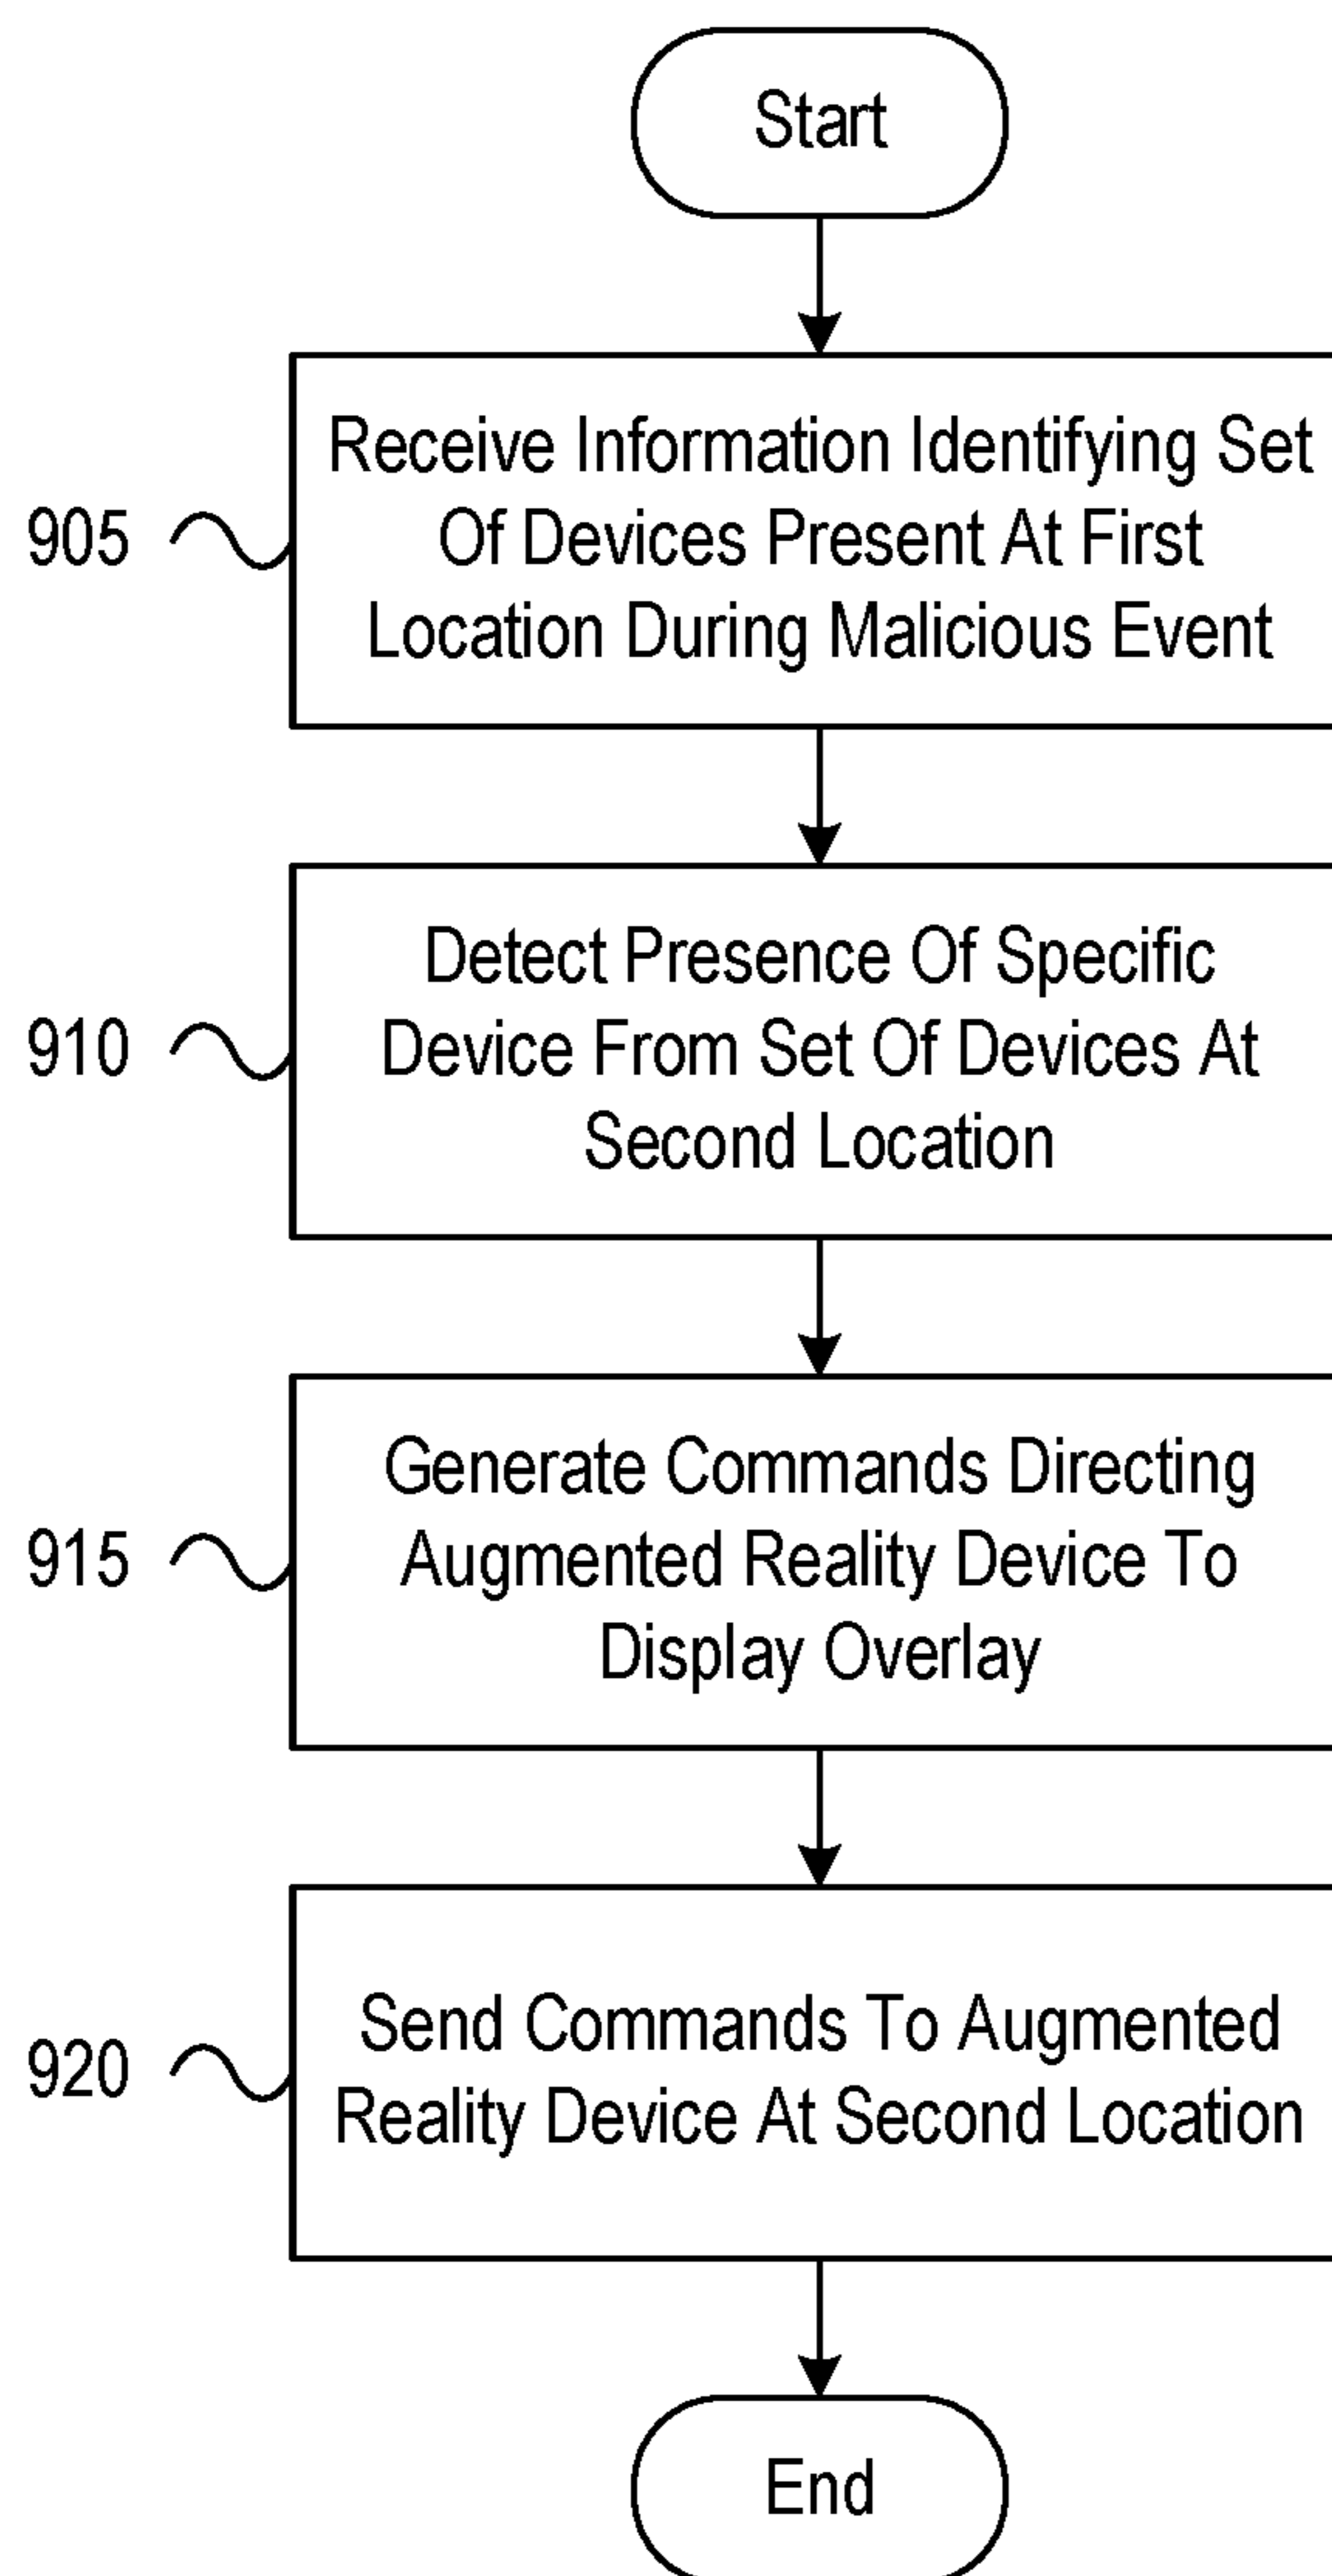 Start
Receive Information Identifying Set
Of Devices Present At First
Location During Malicious Event
905
Detect Presence Of Specific
Device From Set Of Devices At
Second Location
910
Generate Commands Directing
Augmented Reality Device To
Display Overlay
915
Send Commands To Augmented
Reality Device At Second Location
920
End